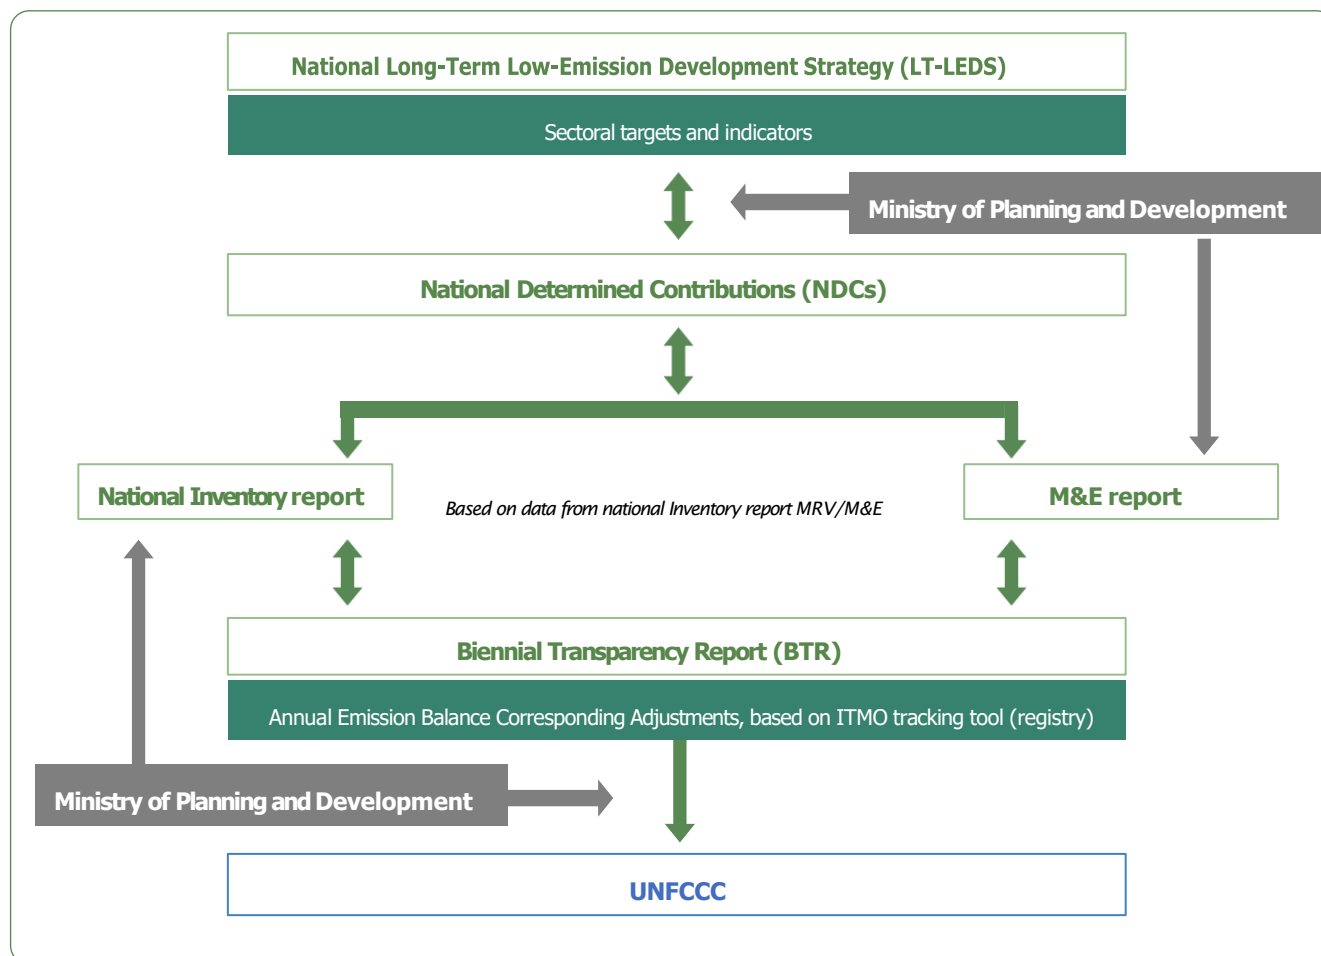 National Long-Term Low-Emission Development Strategy (LT-LEDS)
Sectoral targets and indicators
Ministry of Planning and Development
National Determined Contributions (NDCs)
National Inventory report
Based on data from national Inventory report MRV/M&E
M&E report
Biennial Transparency Report (BTR)
Annual Emission Balance Corresponding Adjustments, based on ITMO tracking tool (registry)
Ministry of Planning and Development
UNFCCC